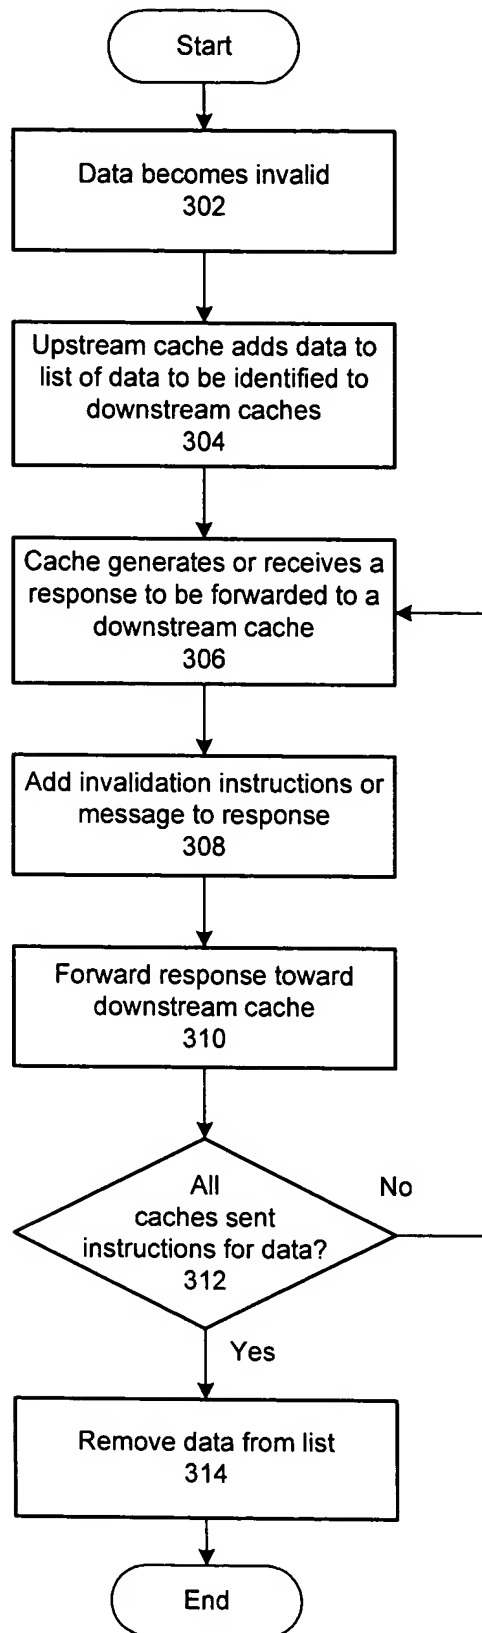 Start
Data becomes invalid
302
Upstream cache adds data to
list of data to be identified to
downstream caches
304
Cache generates or receives a
response to be forwarded to a
downstream cache
306
Add invalidation instructions or
message to response
308
Forward response toward
downstream cache
310
All
caches sent
instructions for data?
312
No
Yes
Remove data from list
314
End